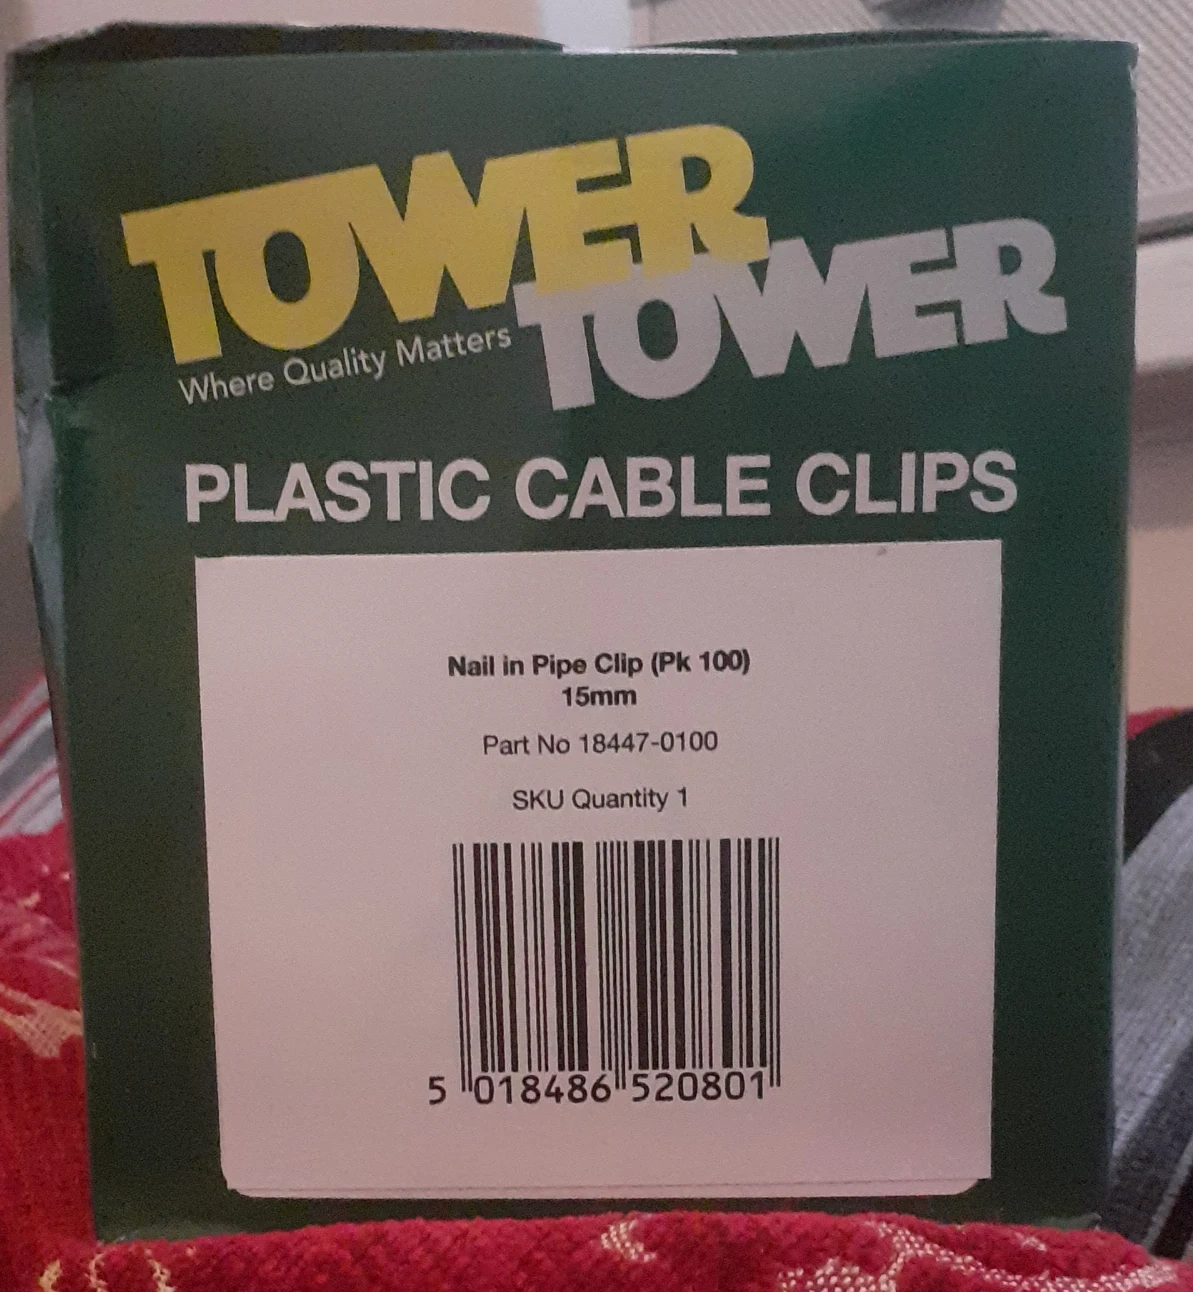 TOWER
TOWER
Where Quality Matters
PLASTIC CABLE CLIPS
Nail in Pipe Clip (Pk 100)
15mm
Part No 18447-0100
SKU Quantity 1
5 018486 520801